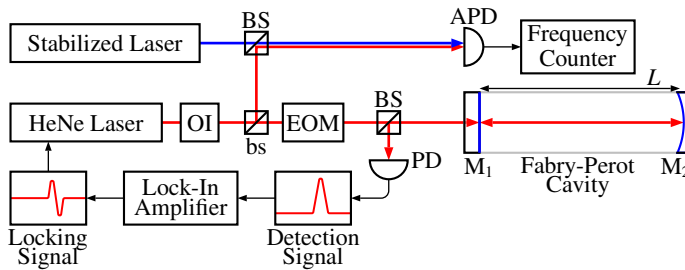 BS
APD
Stabilized Laser
Frequency
Counter
L
HeNe Laser
OI
bs
EOM
BS
M1
Fabry-Perot
Cavity
M2
PD
Lock-In
Amplifier
Locking
Signal
Detection
Signal